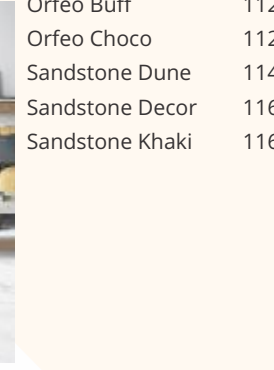 Orfeo Buff 112
Orfeo Choco 112
Sandstone Dune 114
Sandstone Decor 116
Sandstone Khaki 116